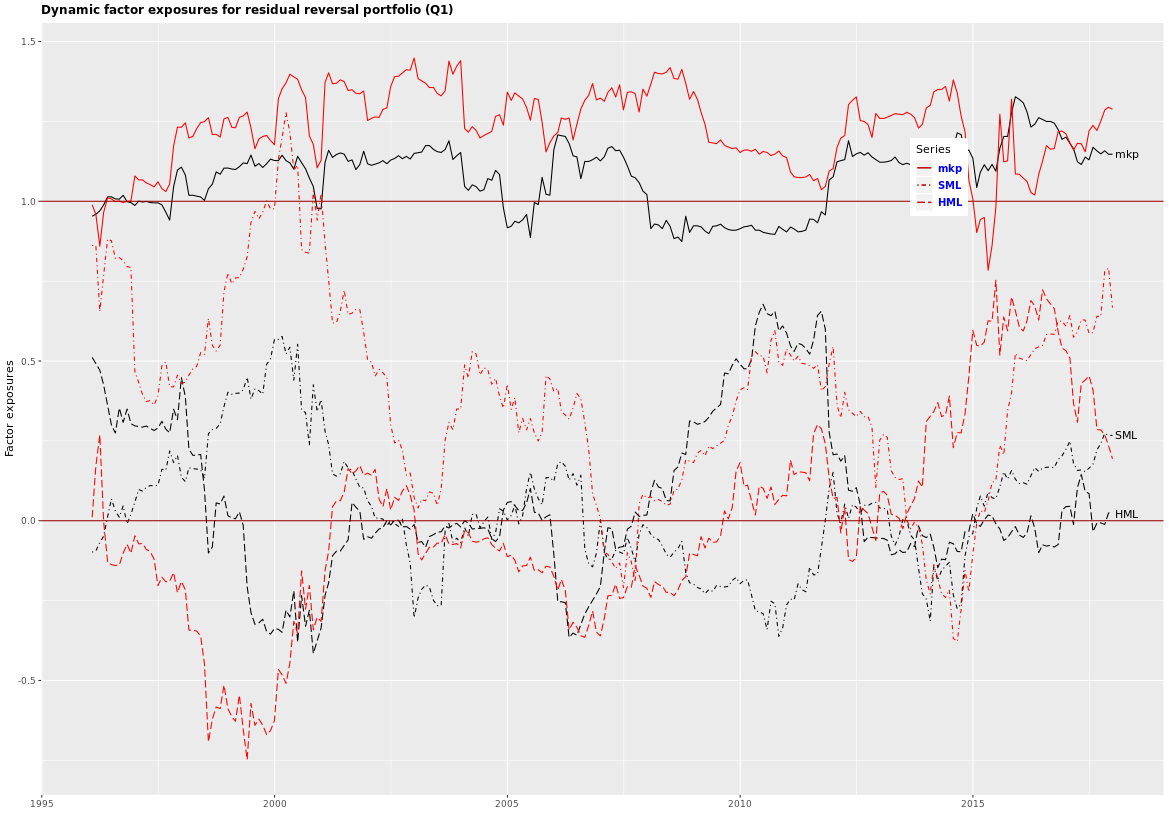 Dynamic factor exposures for residual reversal portfolio (Q1)
1.5
1.0
0.5
0.0
-0.5
Factor exposures
Series
mkp
SML
HML
mkp
SML
HML
1995
2000
2005
2010
2015